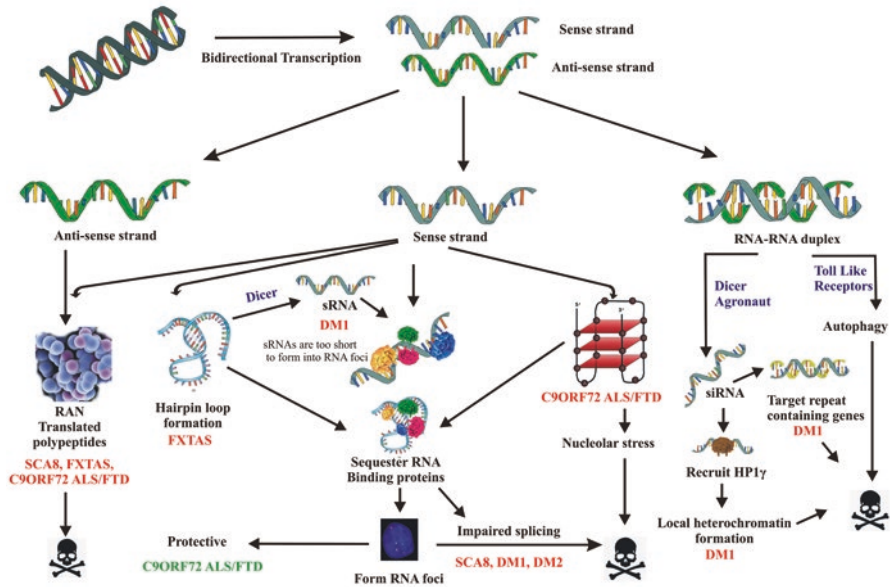 Bidirectional Transcription
Sense strand
Anti-sense strand
Anti-sense strand
Sense strand
RNA-RNA duplex
Dicer
sRNA
DM1
sRNAs are too short
to form into RNA foci
Dicer
Agronaut
Toll Like
Receptors
Autophagy
5'
3'
RAN
Translated
polypeptides
SCA8, FXTAS,
C9ORF72 ALS/FTD
Hairpin loop
formation
FXTAS
C9ORF72 ALS/FTD
siRNA
Target repeat
containing genes
DM1
Nucleolar stress
Sequester RNA
Binding proteins
Recruit HP1γ
Protective
C9ORF72 ALS/FTD
Form RNA foci
Impaired splicing
SCA8, DM1, DM2
Local heterochromatin
formation
DM1